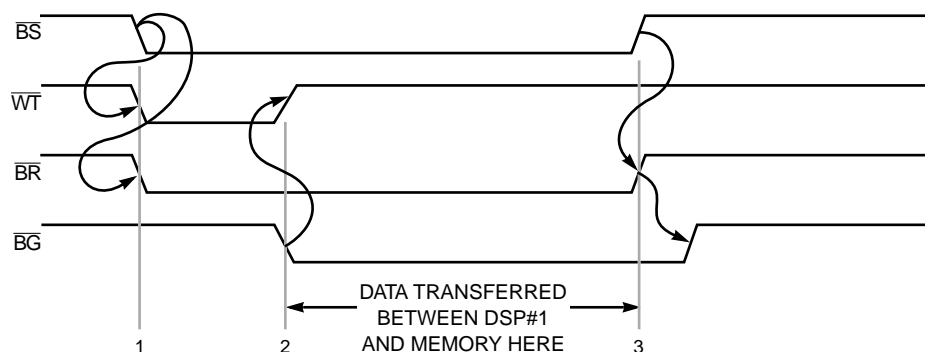 BS
WT
BR
BG
DATA TRANSFERRED
BETWEEN DSP#1
AND MEMORY HERE
1
2
3